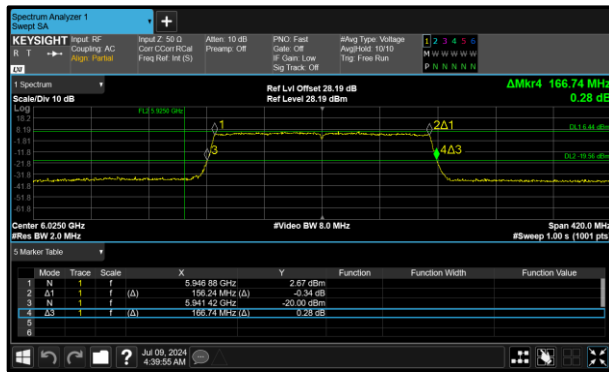 Spectrum Analyzer 1
Swept SA
KEYSIGHT Input: RF Input Z: 50 Ω Atten: 10 dB PNO: Fast #Avg Type: Voltage 1 2 3 4 5 6
R T Coupling: AC Corr CCorr RCal Preamp: Off Gate: Off Avg|Hold: 10/10 M W W W W W
Align: Partial Freq Ref: Int (S) IF Gain: Low Trig: Free Run
Sig Track: Off P N N N N N
LXI
1 Spectrum Ref Lvl Offset 28.19 dB ΔMkr4 166.74 MHz
Scale/Div 10 dB Ref Level 28.19 dBm 0.28 dB
Log
18.2 FL2 5.9250 GHz
8.19 1 2Δ1 DL1 6.44 dBm
-1.81
-11.8 3 4Δ3 DL2 -19.56 dBm
-21.8
-31.8
-41.8
-51.8
-61.8
Center 6.0250 GHz #Video BW 8.0 MHz Span 420.0 MHz
#Res BW 2.0 MHz #Sweep 1.00 s (1001 pts)
5 Marker Table
Mode Trace Scale X Y Function Function Width Function Value
1 N 1 f 5.946 88 GHz 2.67 dBm
2 Δ1 1 f (Δ) 156.24 MHz (Δ) -0.34 dB
3 N 1 f 5.941 42 GHz -20.00 dBm
4 Δ3 1 f (Δ) 166.74 MHz (Δ) 0.28 dB
5
6
? Jul 09, 2024
4:39:55 AM